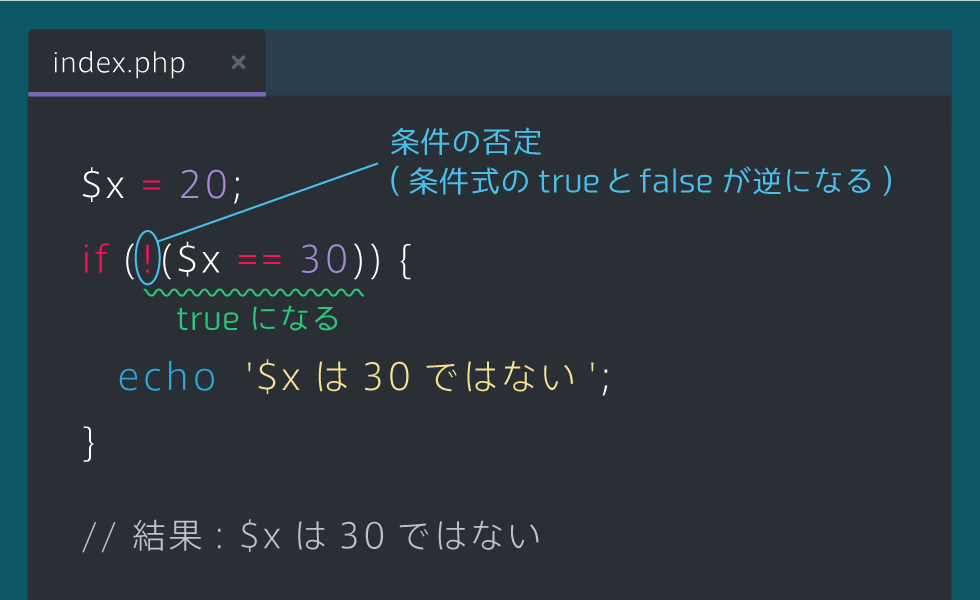 index.php ×
条件の否定
( 条件式の true と false が逆になる )
$x = 20;
if (!($x == 30)) {
true になる
echo '$x は 30 ではない ';
}
// 結果 : $x は 30 ではない